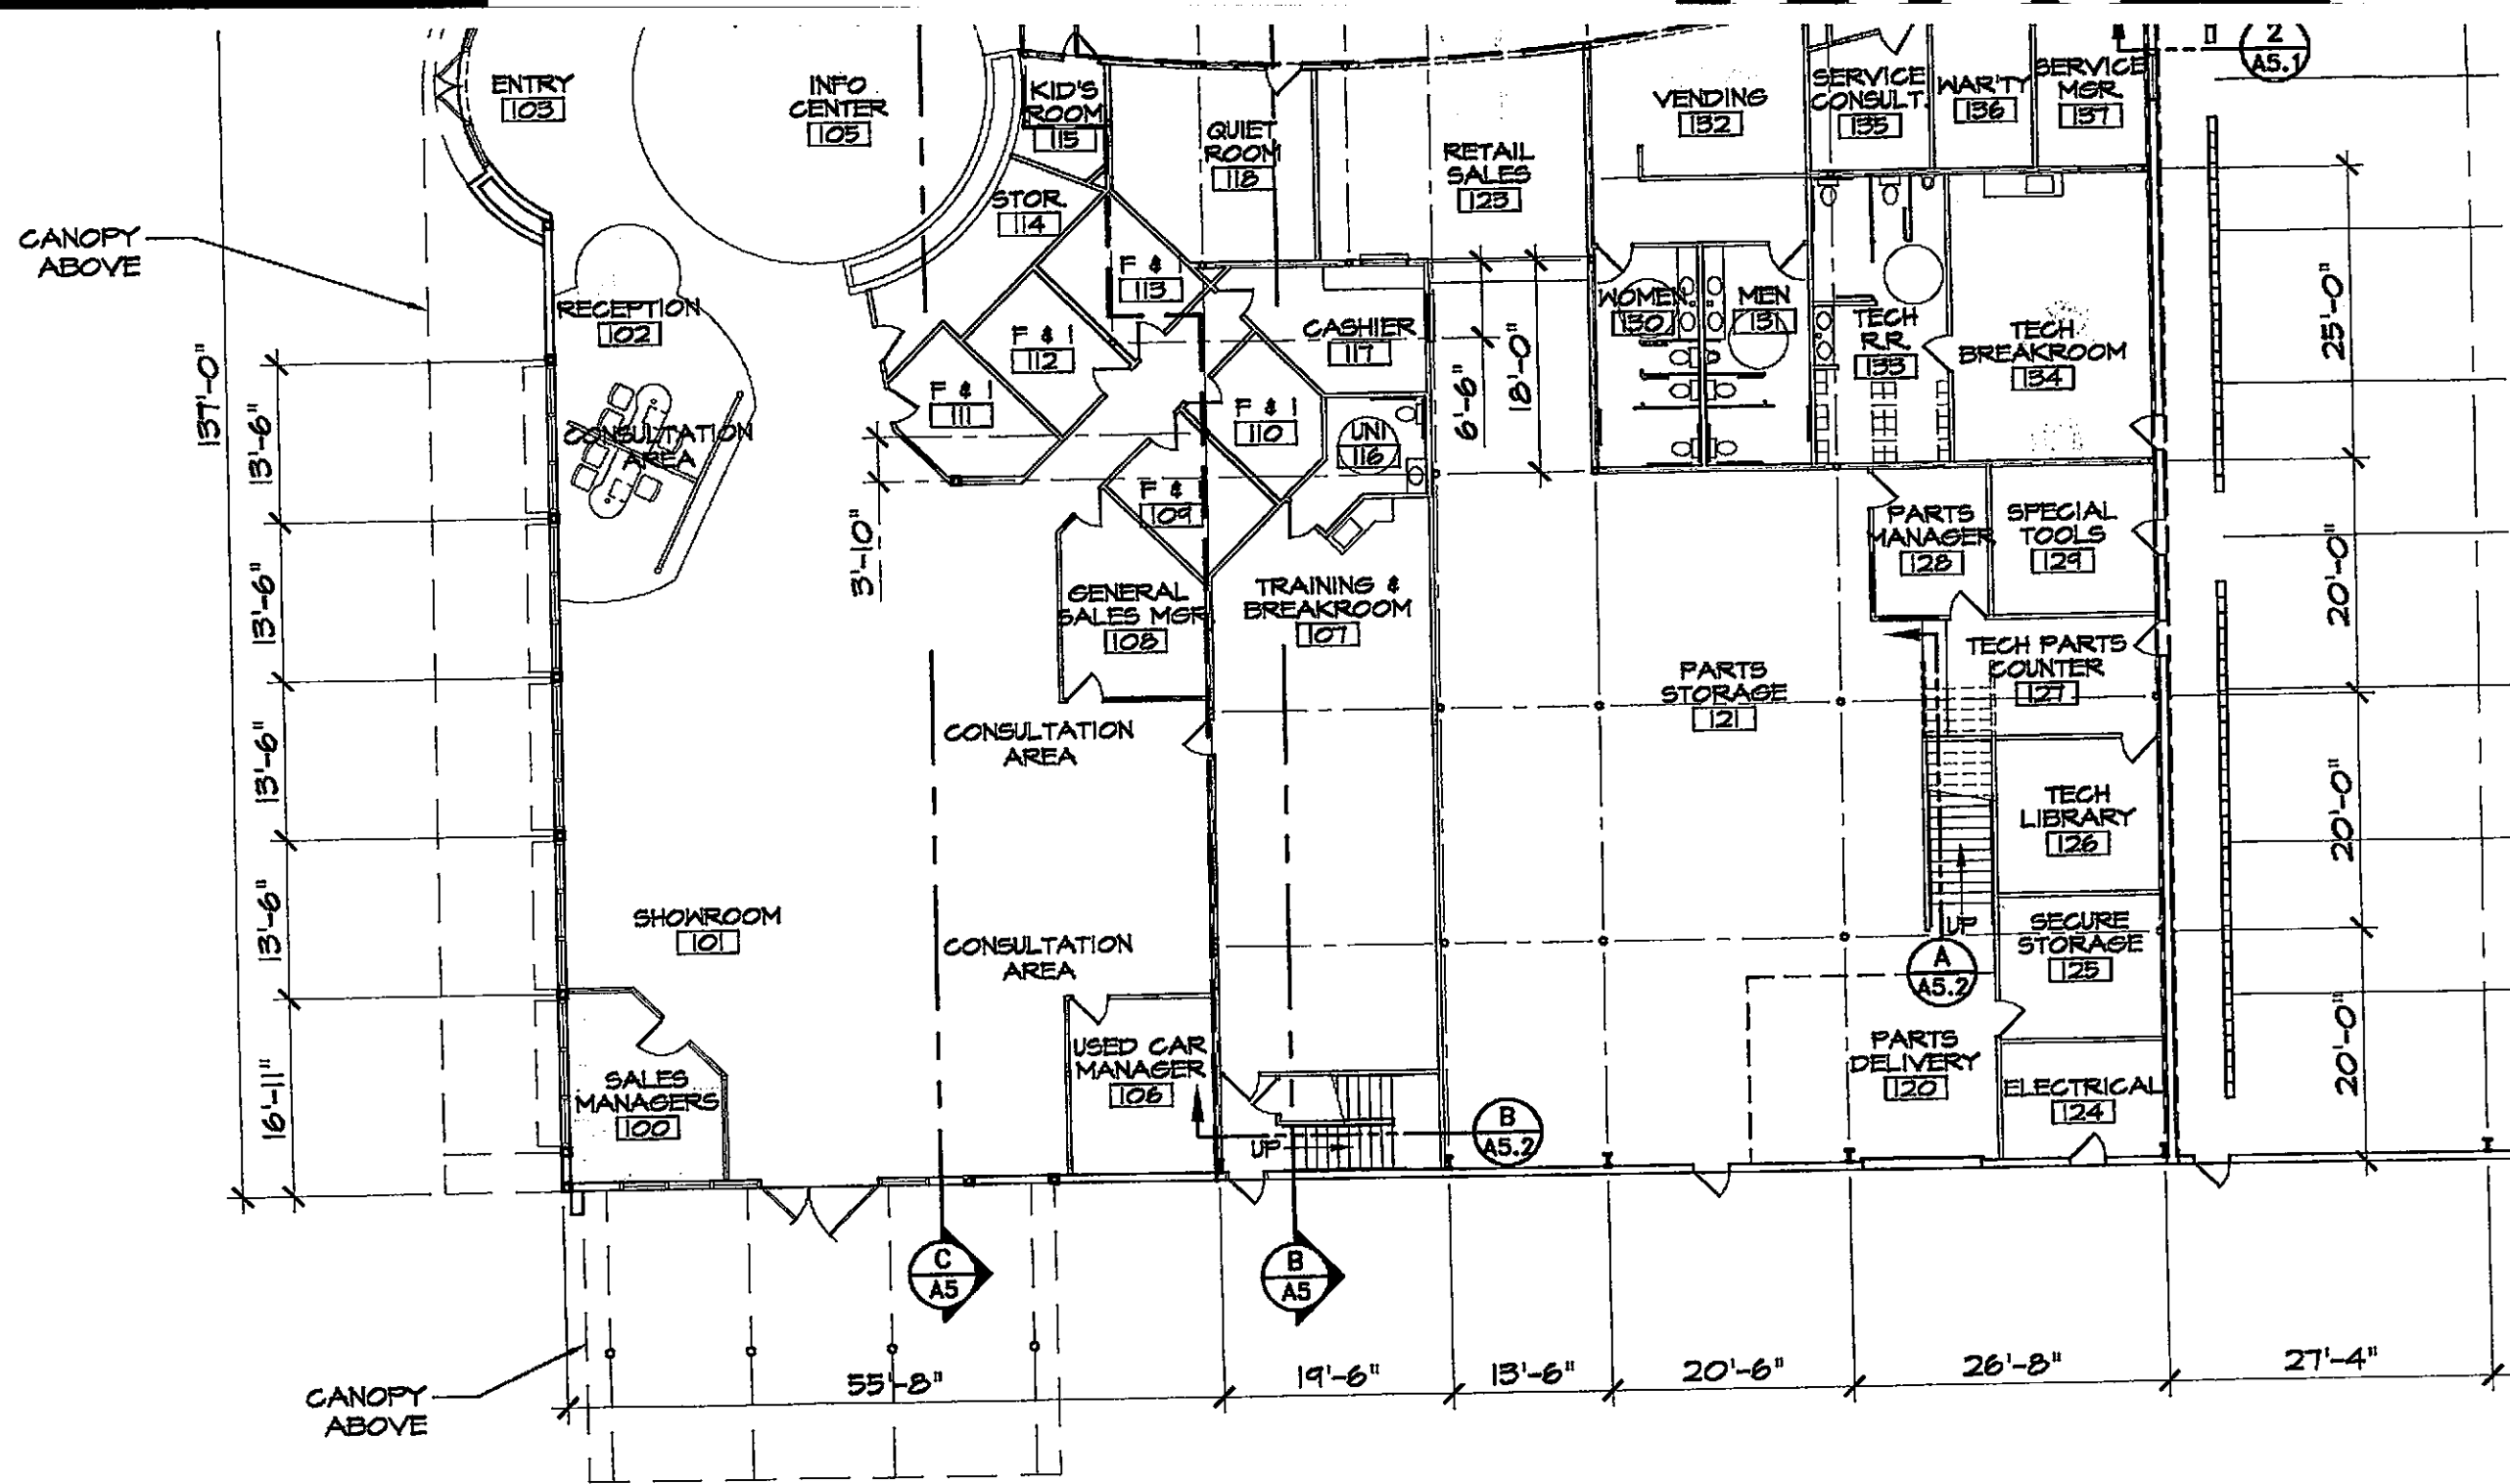 ENTRY
103
INFO
CENTER
105
KID'S
ROOM
115
QUIET
ROOM
118
RETAIL
SALES
123
VENDING
132
SERVICE
CONSULT.
135
WAR'TY
136
SERVICE
MGR.
137
2
A5.1
STOR.
114
CANOPY
ABOVE
RECEPTION
102
F & I
113
F & I
112
F & I
111
CASHIER
117
WOMEN
130
MEN
131
TECH
R.R.
133
TECH
BREAKROOM
134
25'-0"
137'-0"
13'-6"
CONSULTATION
AREA
F & I
110
UNI
116
6'-6"
18'-0"
F &
109
3'-10"
PARTS
MANAGER
128
SPECIAL
TOOLS
129
20'-0"
13'-6"
GENERAL
SALES MGR
108
TRAINING &
BREAKROOM
107
PARTS
STORAGE
121
TECH PARTS
COUNTER
127
13'-6"
CONSULTATION
AREA
TECH
LIBRARY
126
20'-0"
13'-6"
SHOWROOM
101
CONSULTATION
AREA
UP
SECURE
STORAGE
125
A
A5.2
20'-0"
16'-11"
SALES
MANAGERS
100
USED CAR
MANAGER
106
UP
B
A5.2
PARTS
DELIVERY
120
ELECTRICAL
124
C
A5
B
A5
CANOPY
ABOVE
55'-8"
19'-6"
13'-6"
20'-6"
26'-8"
27'-4"